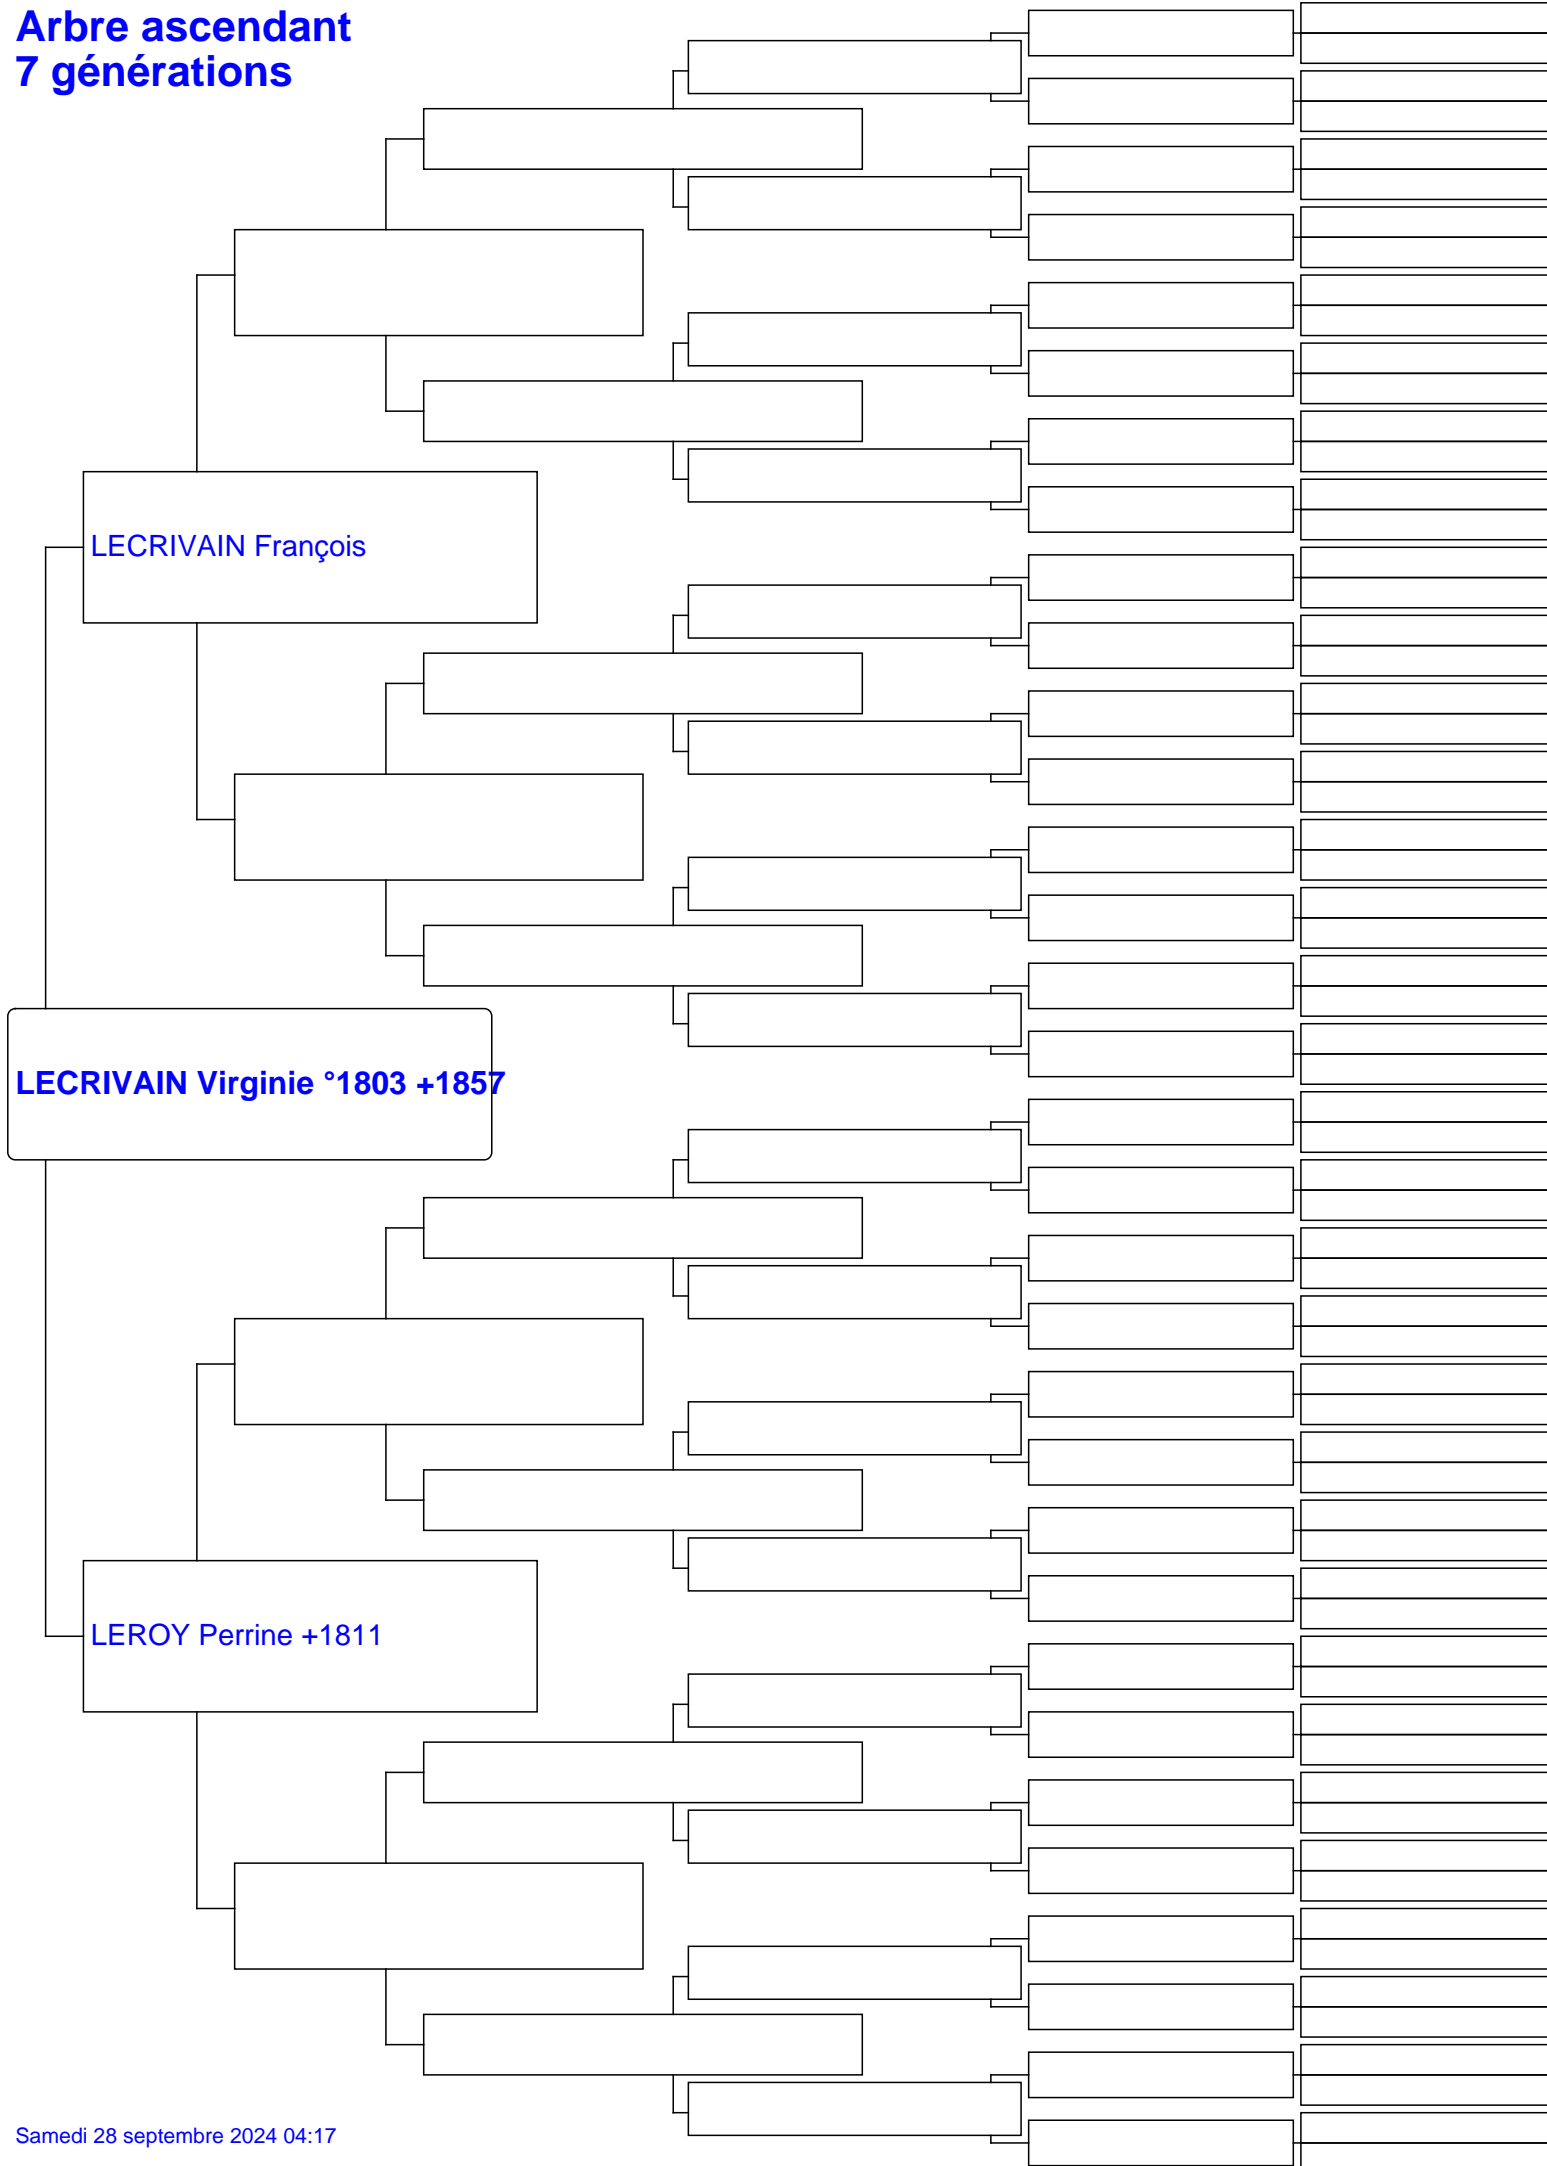 Arbre ascendant
7 générations
LECRIVAIN François
LECRIVAIN Virginie °1803 +1857
LEROY Perrine +1811
Samedi 28 septembre 2024 04:17